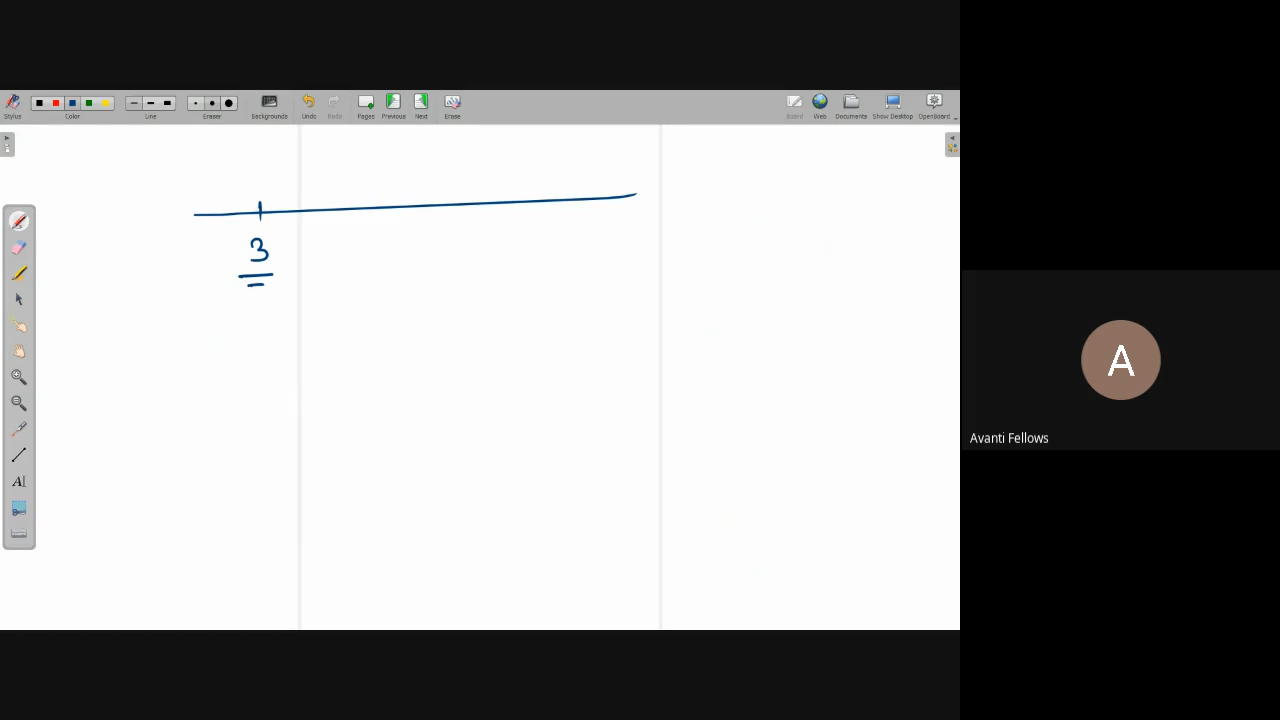 Stylus Color Line Eraser Backgrounds Undo Redo Pages Previous Next Erase Board Web Documents Show Desktop OpenBoard
3
A
Avanti Fellows